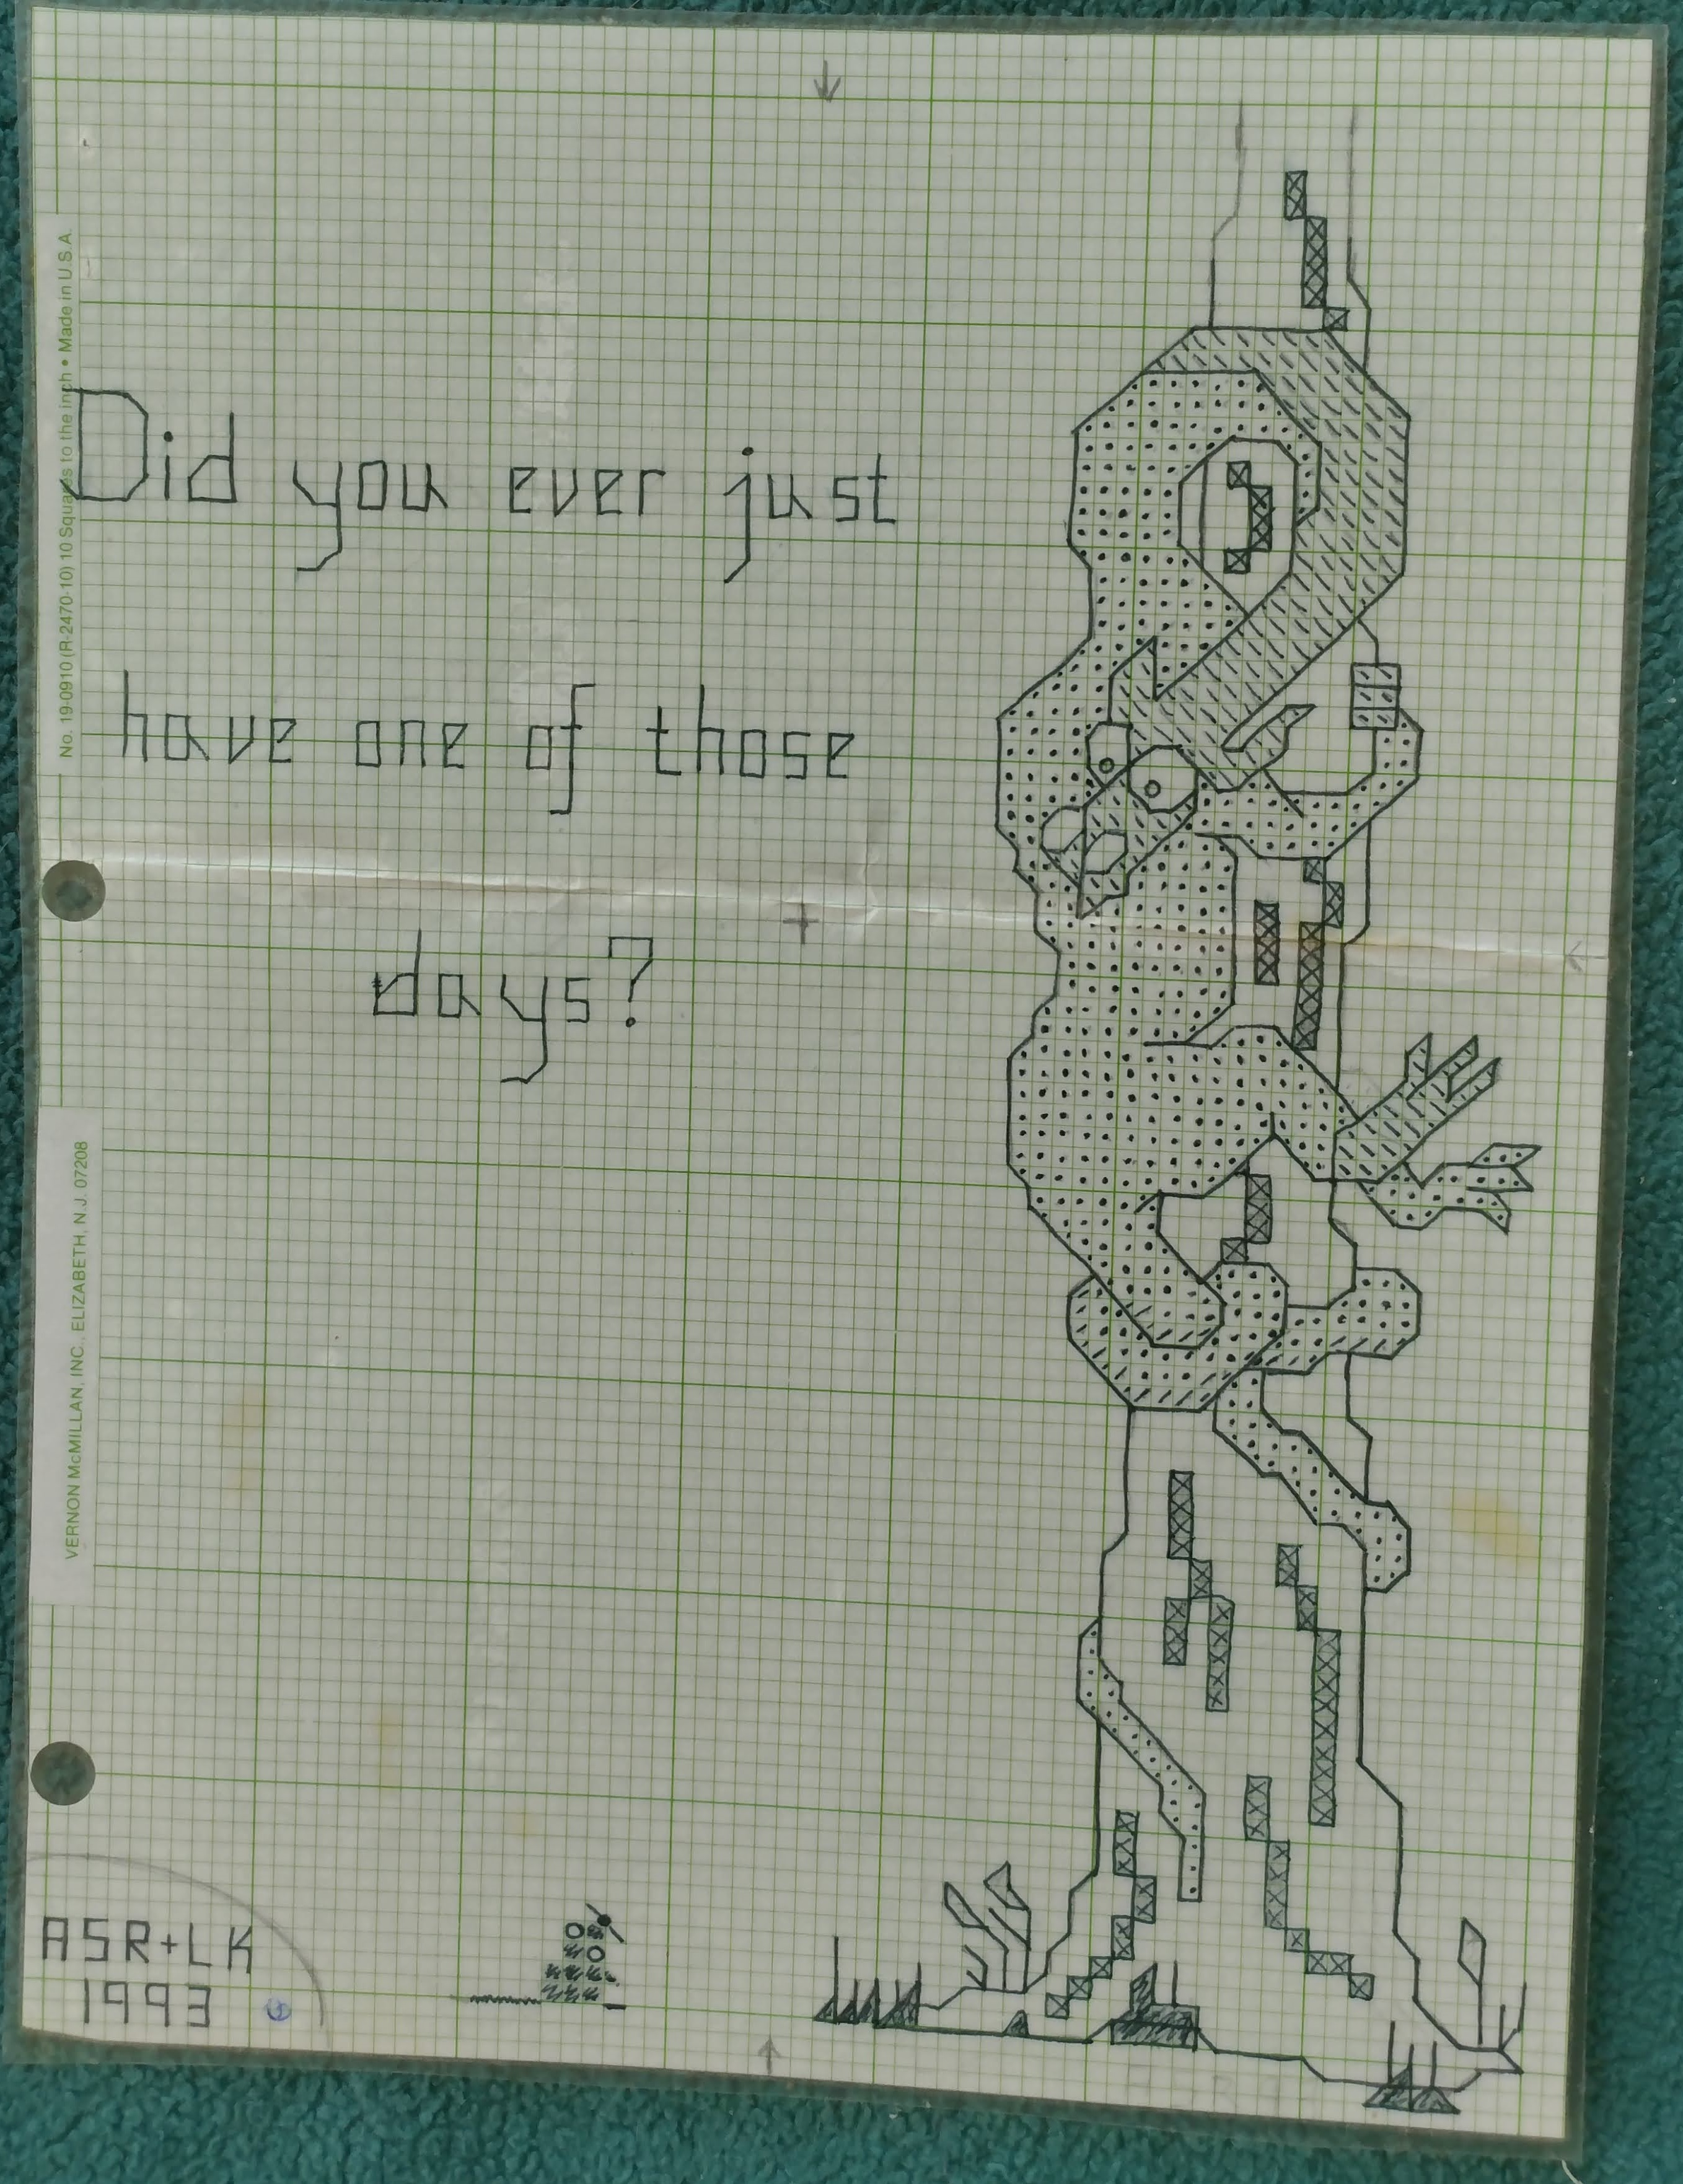 Did you ever just
have one of those
days?
ASR+LK
1993
No. 19-0910 (R-2470-10) 10 Squares to the inch • Made in U.S.A.
VERNON McMILLAN, INC. ELIZABETH, N.J. 07208